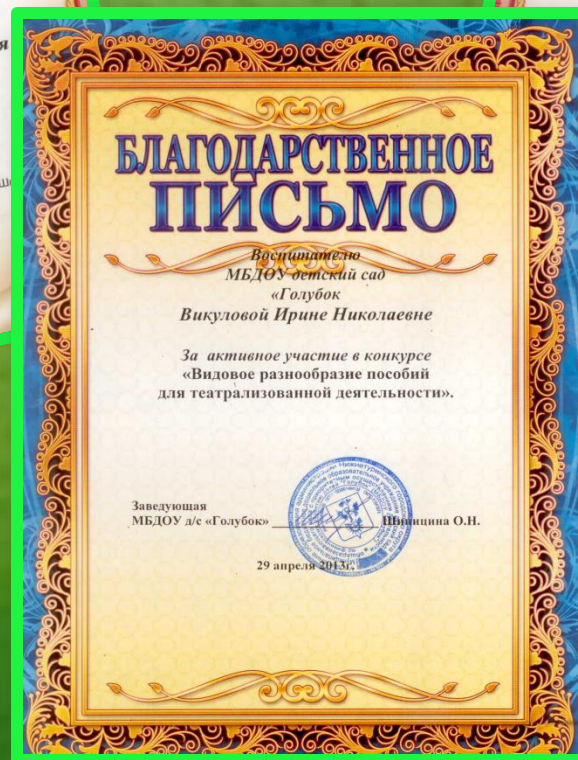 я
БЛАГОДАРСТВЕННОЕ
ПИСЬМО
Воспитателю
МБДОУ детский сад
«Голубок
Викуловой Ирине Николаевне
За активное участие в конкурсе
«Видовое разнообразие пособий
для театрализованной деятельности».
Заведующая
МБДОУ д/с «Голубок» Шпицина О.Н.
29 апреля 2013г.